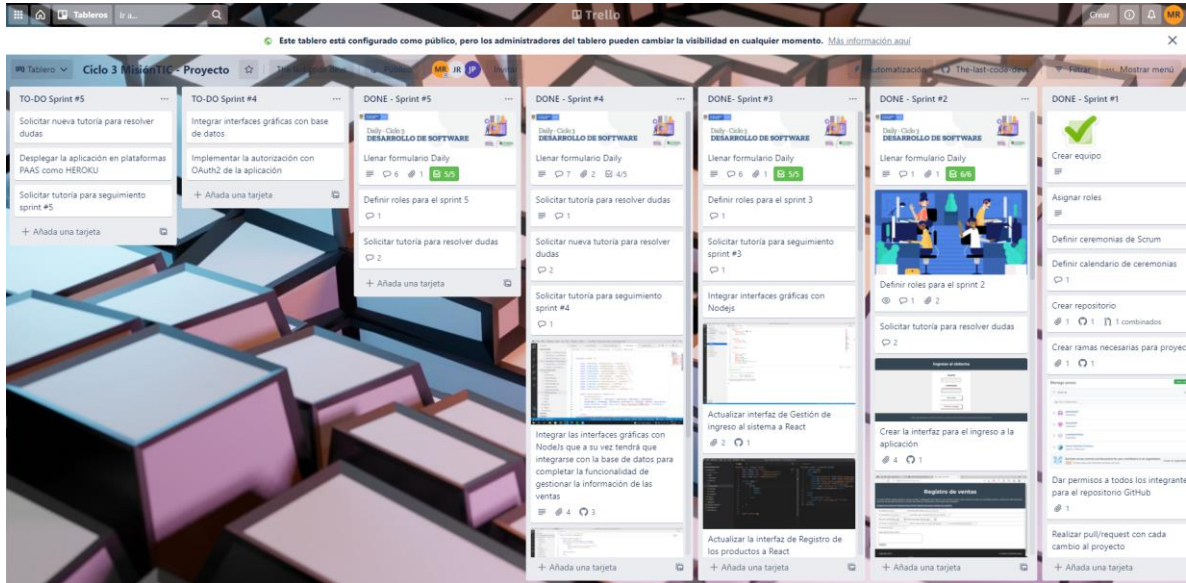 Tableros
Ir a...
Trello
Crear
MR
Este tablero está configurado como público, pero los administradores del tablero pueden cambiar la visibilidad en cualquier momento. Más información aquí
Tablero
Ciclo 3 MisiónTIC - Proyecto
MR JR JP
Automatización
The-last-code-devs
Filtrar
Mostrar menú
TO-DO Sprint #5
Solicitar nueva tutoría para resolver
dudas
Desplegar la aplicación en plataformas
PAAS como HEROKU
Solicitar tutoría para seguimiento
sprint #5
+ Añada una tarjeta
TO-DO Sprint #4
Integrar interfaces gráficas con base
de datos
Implementar la autorización con
OAuth2 de la aplicación
+ Añada una tarjeta
DONE - Sprint #5
Daily - Ciclo 3
DESARROLLO DE SOFTWARE
Llenar formulario Daily
6 1 5/5
Definir roles para el sprint 5
1
Solicitar tutoría para resolver dudas
2
+ Añada una tarjeta
DONE - Sprint #4
Daily - Ciclo 3
DESARROLLO DE SOFTWARE
Llenar formulario Daily
7 2 4/5
Solicitar tutoría para resolver dudas
1
Solicitar nueva tutoría para resolver
dudas
2
Solicitar tutoría para seguimiento
sprint #4
1
Integrar las interfaces gráficas con
NodeJs que a su vez tendrá que
integrarse con la base de datos para
completar la funcionalidad de
gestionar la información de las
ventas
4 3
+ Añada una tarjeta
DONE- Sprint #3
Daily - Ciclo 3
DESARROLLO DE SOFTWARE
Llenar formulario Daily
6 1 5/5
Definir roles para el sprint 3
1
Solicitar tutoría para seguimiento
sprint #3
1
Integrar interfaces gráficas con
Nodejs
Actualizar interfaz de Gestión de
ingreso al sistema a React
2 1
Actualizar la interfaz de Registro de
los productos a React
+ Añada una tarjeta
DONE - Sprint #2
Daily - Ciclo 3
DESARROLLO DE SOFTWARE
Llenar formulario Daily
1 1 6/6
Definir roles para el sprint 2
1 2
Solicitar tutoría para resolver dudas
2
Ingreso al sistema
Crear la interfaz para el ingreso a la
aplicación
4 1
Registro de ventas
+ Añada una tarjeta
DONE - Sprint #1
Crear equipo
Asignar roles
Definir ceremonias de Scrum
Definir calendario de ceremonias
1
Crear repositorio
1 1 1 combinados
Crear ramas necesarias para proyec
1 1
Manage access
Dar permisos a todos los integrante
para el repositorio GitHub
1
Realizar pull/request con cada
cambio al proyecto
+ Añada una tarjeta